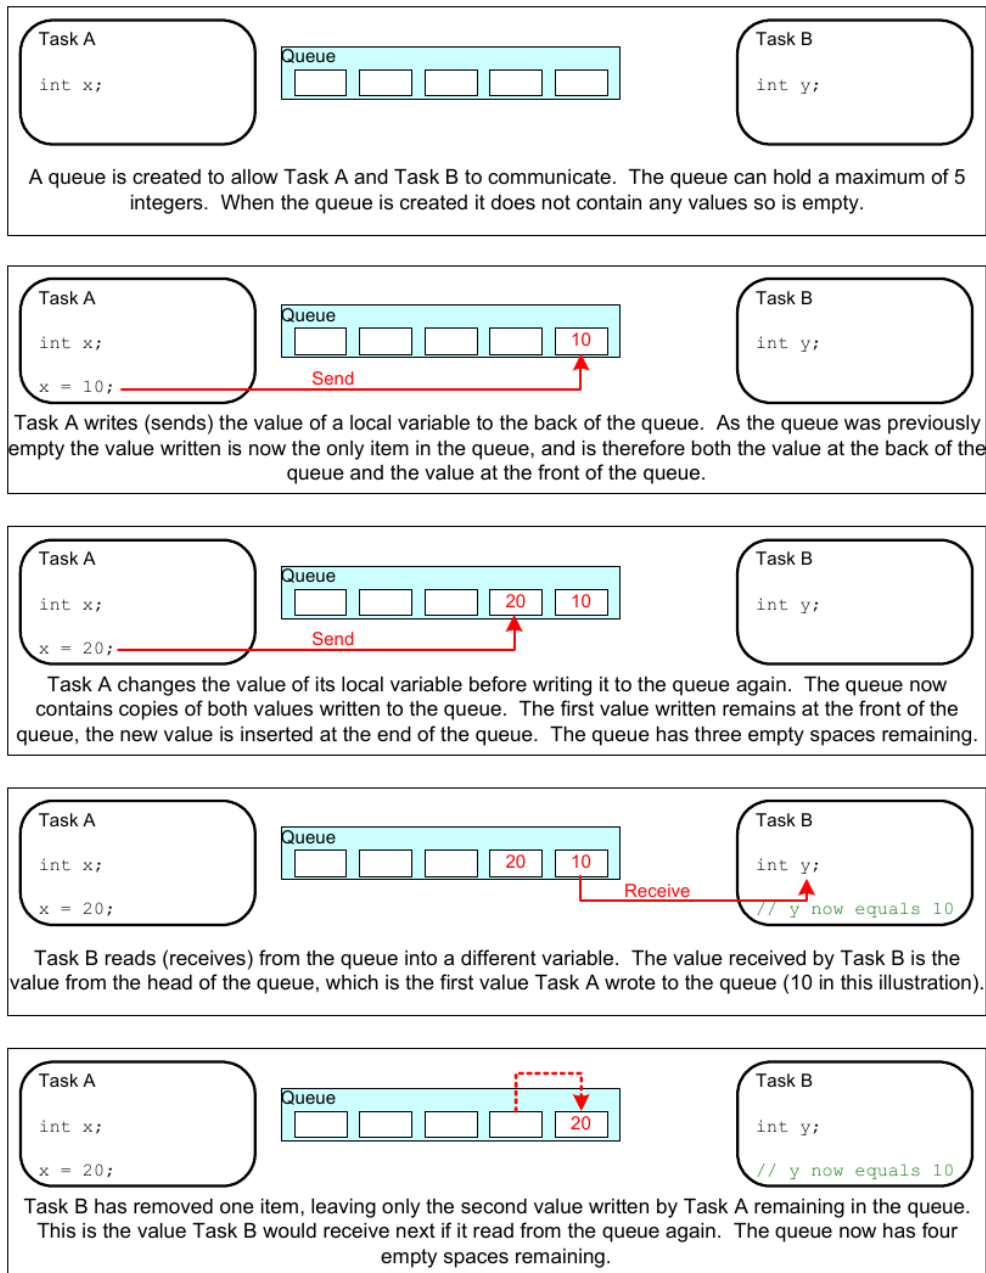 Task A
Queue
Task B
int x;
int y;
A queue is created to allow Task A and Task B to communicate.  The queue can hold a maximum of 5
integers.  When the queue is created it does not contain any values so is empty.
Task A
Queue
Task B
int x;
10
int y;
Send
x = 10;
Task A writes (sends) the value of a local variable to the back of the queue.  As the queue was previously
empty the value written is now the only item in the queue, and is therefore both the value at the back of the
queue and the value at the front of the queue.
Task A
Queue
Task B
int x;
20
10
int y;
Send
x = 20;
Task A changes the value of its local variable before writing it to the queue again.  The queue now
contains copies of both values written to the queue.  The first value written remains at the front of the
queue, the new value is inserted at the end of the queue.  The queue has three empty spaces remaining.
Task A
Queue
Task B
int x;
20
10
int y;
Receive
x = 20;
// y now equals 10
Task B reads (receives) from the queue into a different variable.  The value received by Task B is the
value from the head of the queue, which is the first value Task A wrote to the queue (10 in this illustration).
Task A
Queue
Task B
int x;
20
int y;
x = 20;
// y now equals 10
Task B has removed one item, leaving only the second value written by Task A remaining in the queue.
This is the value Task B would receive next if it read from the queue again.  The queue now has four
empty spaces remaining.